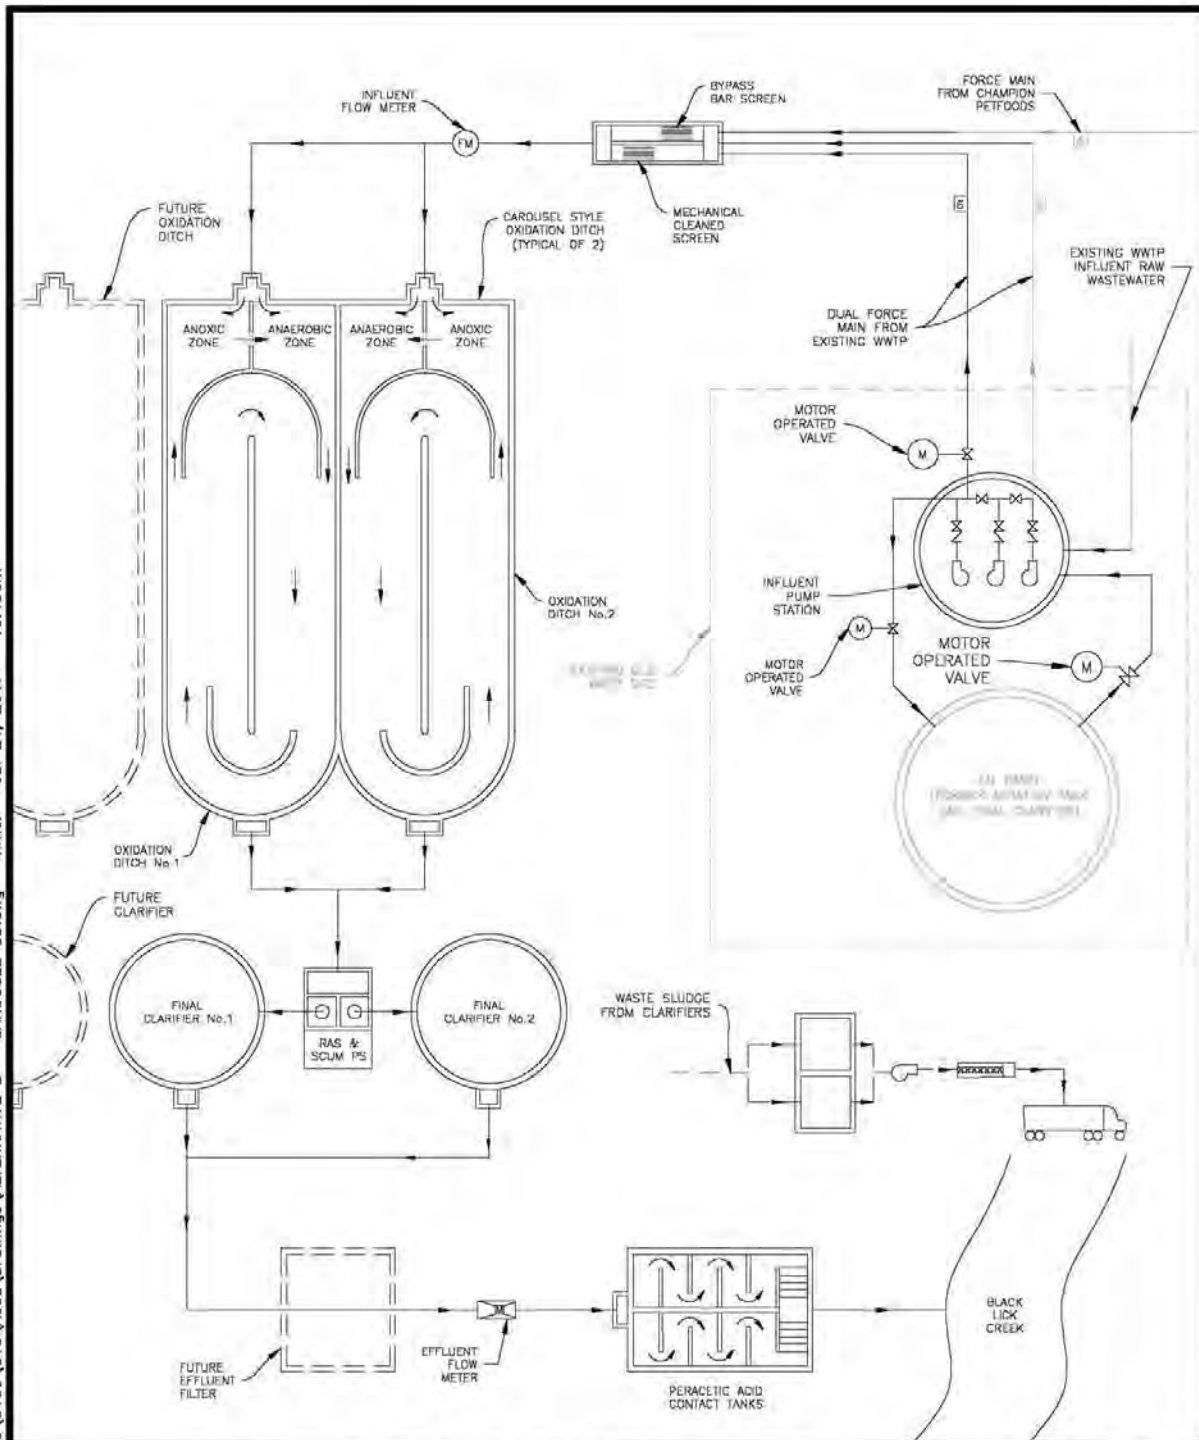 INFLUENT
FLOW METER
FM
BYPASS
BAR SCREEN
FORCE MAIN
FROM CHAMPION
PETFOODS
MECHANICAL
CLEANED
SCREEN
FUTURE
OXIDATION
DITCH
CAROUSEL STYLE
OXIDATION DITCH
(TYPICAL OF 2)
EXISTING WWTP
INFLUENT RAW
WASTEWATER
DUAL FORCE
MAIN FROM
EXISTING WWTP
ANOXIC
ZONE
ANAEROBIC
ZONE
ANAEROBIC
ZONE
ANOXIC
ZONE
MOTOR
OPERATED
VALVE
M
INFLUENT
PUMP
STATION
OXIDATION
DITCH No.2
M
MOTOR
OPERATED
VALVE
MOTOR
OPERATED
VALVE
M
OXIDATION
DITCH No.1
FUTURE
CLARIFIER
FINAL
CLARIFIER No.1
RAS &
SCUM PS
FINAL
CLARIFIER No.2
WASTE SLUDGE
FROM CLARIFIERS
FUTURE
EFFLUENT
FILTER
M
EFFLUENT
FLOW
METER
PERACETIC ACID
CONTACT TANKS
BLACK
LICK
CREEK